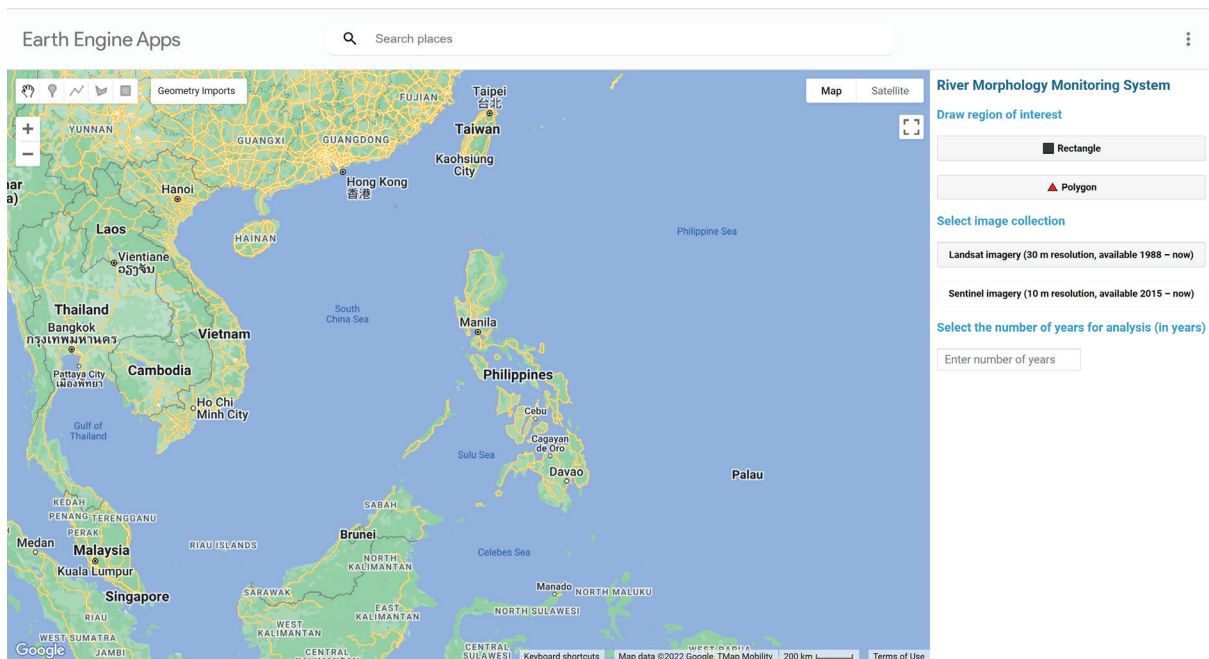 Earth Engine Apps
Search places
Geometry Imports
Map
Satellite
River Morphology Monitoring System
Draw region of interest
Rectangle
Polygon
Select image collection
Landsat imagery (30 m resolution, available 1988 – now)
Sentinel imagery (10 m resolution, available 2015 – now)
Select the number of years for analysis (in years)
Enter number of years
YUNNAN
GUANGXI
GUANGDONG
FUJIAN
Taipei
台北
Taiwan
Kaohsiung
City
Hong Kong
香港
Hanoi
Laos
HAINAN
Vientiane
ວຽງຈັນ
Philippine Sea
Thailand
Bangkok
กรุงเทพมหานคร
South
China Sea
Vietnam
Manila
Pattaya City
เมืองพัทยา
Cambodia
Philippines
Ho Chi
Minh City
Gulf of
Thailand
Cebu
Cagayan
de Oro
Sulu Sea
Davao
Palau
KEDAH
PENANG
TERENGGANU
PERAK
SABAH
Medan
Malaysia
Kuala Lumpur
RIAU ISLANDS
Brunei
NORTH
KALIMANTAN
Celebes Sea
Singapore
SARAWAK
Manado
NORTH MALUKU
RIAU
EAST
KALIMANTAN
NORTH SULAWESI
WEST
KALIMANTAN
WEST SUMATRA
JAMBI
CENTRAL
CENTRAL
SULAWESI
WEST PAPUA
Google
Keyboard shortcuts
Map data ©2022 Google, TMap Mobility
200 km
Terms of Use